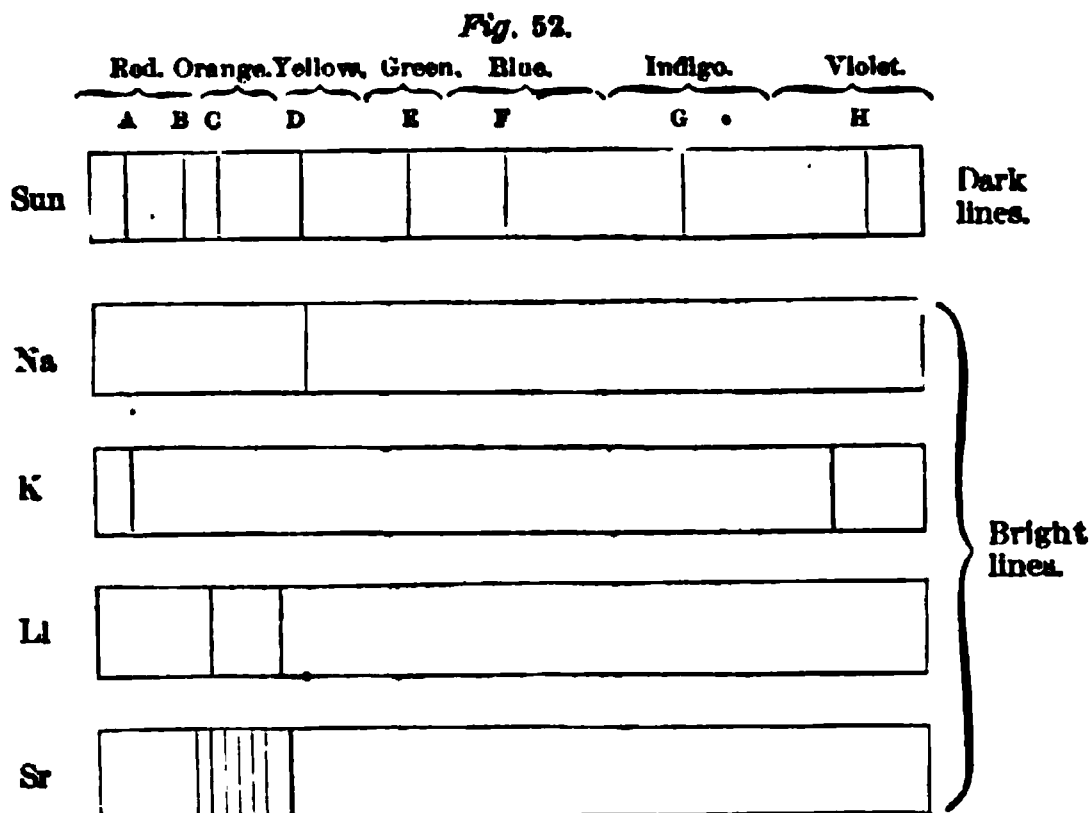 Fig. 52.
Red. Orange. Yellow. Green. Blue. Indigo. Violet.
A B C D E F G H
Sun
Dark
lines.
Na
K
Bright
lines.
Li
Sr